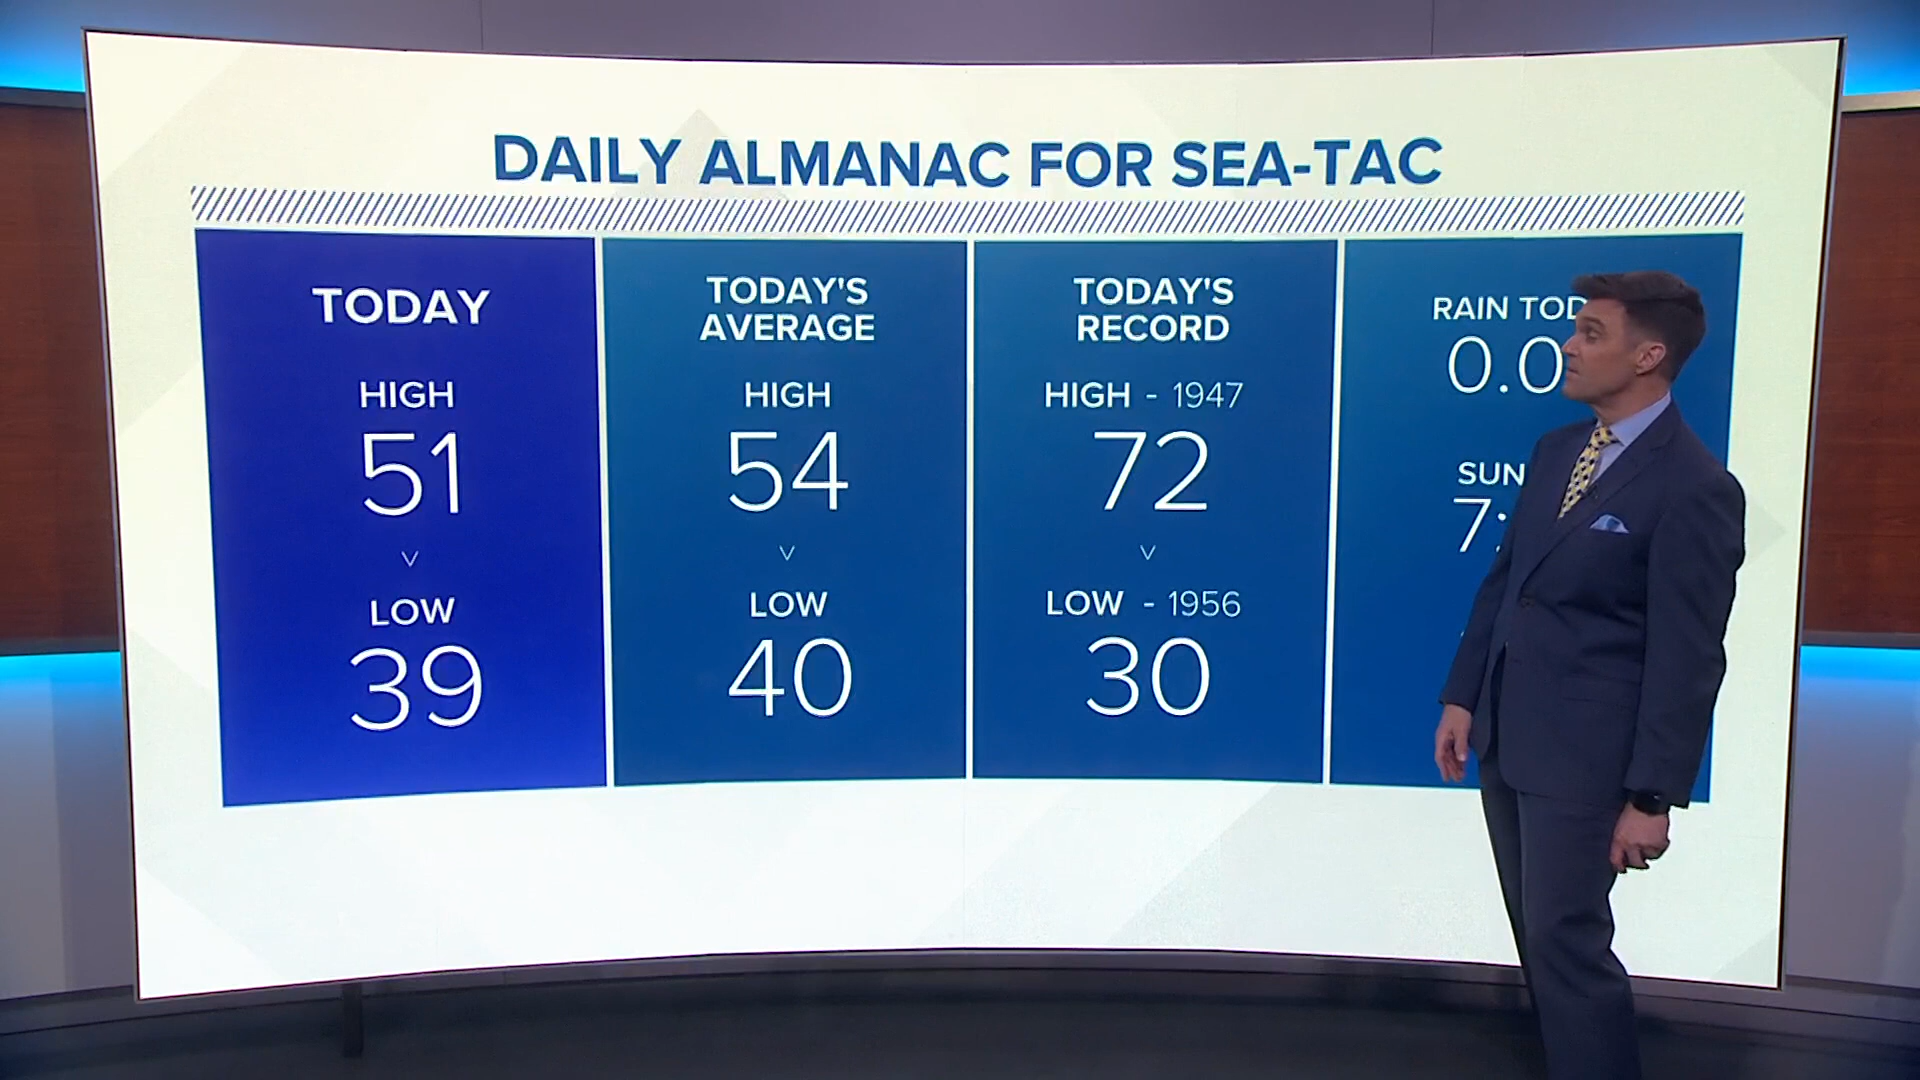 DAILY ALMANAC FOR SEA-TAC
TODAY
HIGH
51
LOW
39
TODAY'S
AVERAGE
HIGH
54
LOW
40
TODAY'S
RECORD
HIGH - 1947
72
LOW - 1956
30
RAIN